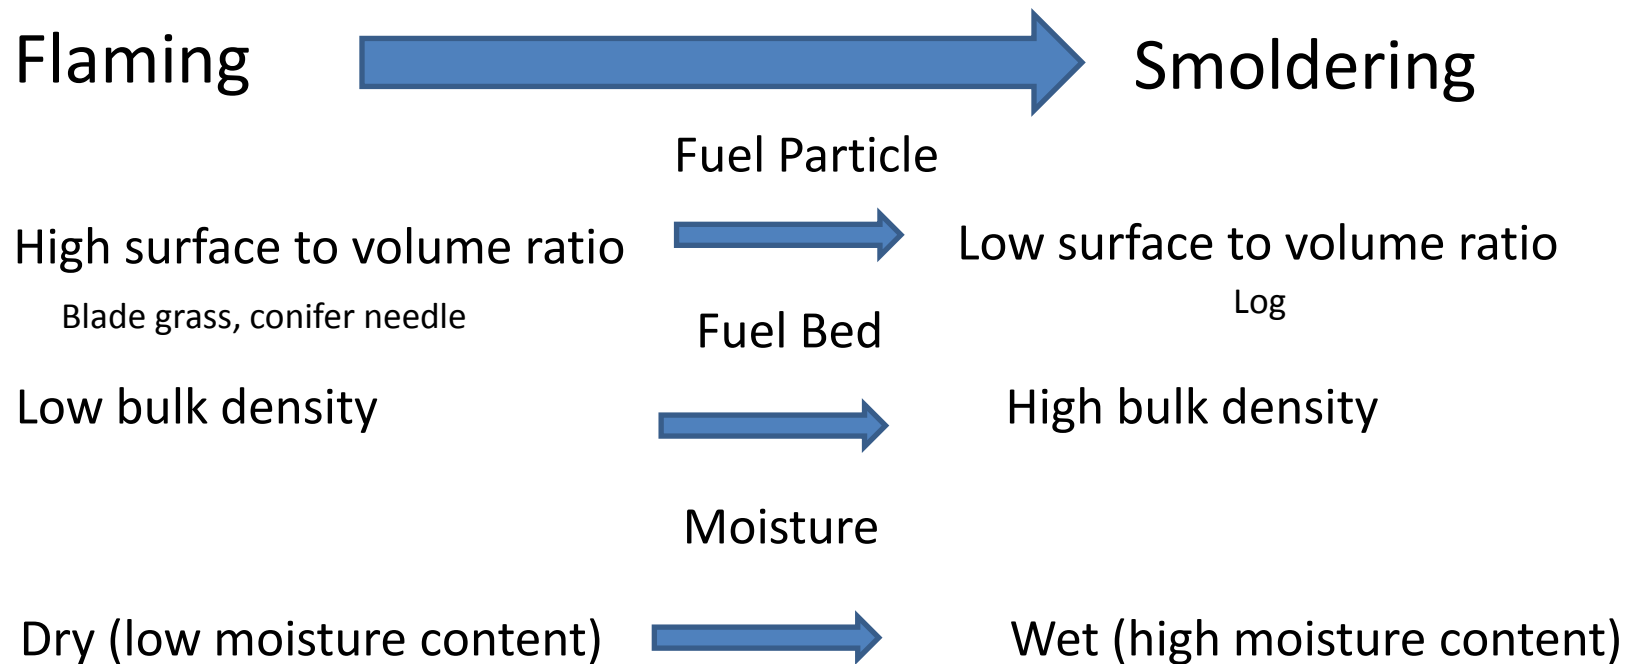 Flaming
Smoldering
Fuel Particle
High surface to volume ratio
Low surface to volume ratio
Blade grass, conifer needle
Log
Fuel Bed
Low bulk density
High bulk density
Moisture
Dry (low moisture content)
Wet (high moisture content)